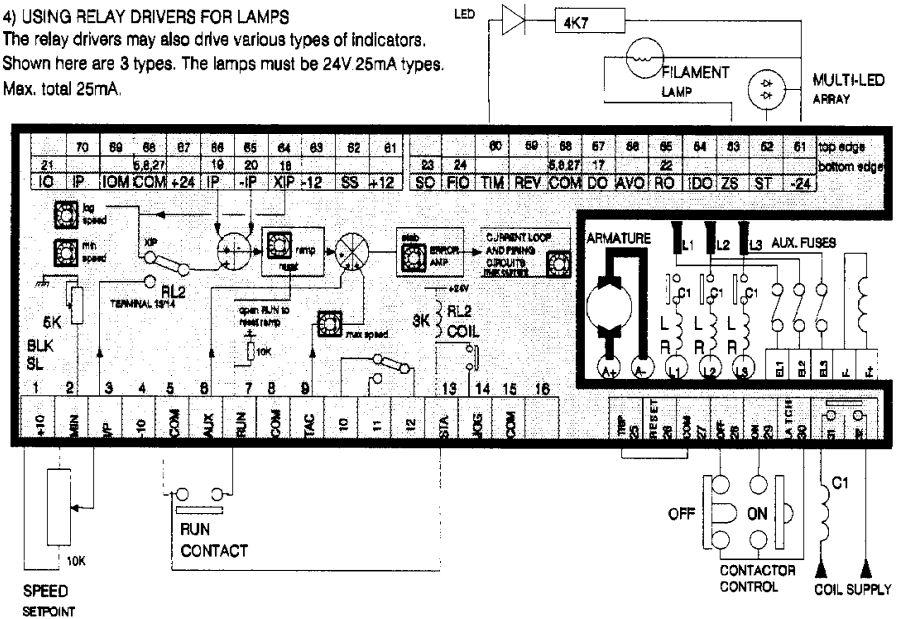 4) USING RELAY DRIVERS FOR LAMPS
The relay drivers may also drive various types of indicators.
Shown here are 3 types. The lamps must be 24V 25mA types.
Max. total 25mA.
LED
4K7
FILAMENT
LAMP
MULTI-LED
ARRAY
70 69 68 67 66 65 64 63 62 61
60 59 58 57 56 55 54 53 52 51 top edge
21 5,8,27 19 20 18
23 24 5,8,27 17 22 bottom edge
IO IP IOM COM +24 IP -IP XIP -12 SS +12
SO FIO TIM REV COM DO AVO RO IDO ZS ST -24
log
speed
min
speed
XIP
RL2
TERMINAL 13/14
ramp
reset
open RUN to
reset ramp
10K
max speed
stab
ERROR
AMP
CURRENT LOOP
AND FIRING
CIRCUITS
max current
+24V
3K
RL2
COIL
5K
BLK
SL
ARMATURE
L1 L2 L3
AUX. FUSES
C1 C1 C1
L L L
R R R
A+ A- L1 L2 L3
EL1 EL2 EL3 F- F+
1 2 3 4 5 6 7 8 9 13 14 15 16
+10 MIN I/P -10 COM AUX RUN COM TAC 10 11 12 STA JOG COM
TRIP 25
RESET 26
COM 27
OFF 28
ON 29
LATCH 30
31
32
10K
SPEED
SETPOINT
RUN
CONTACT
OFF
ON
CONTACTOR
CONTROL
C1
COIL SUPPLY